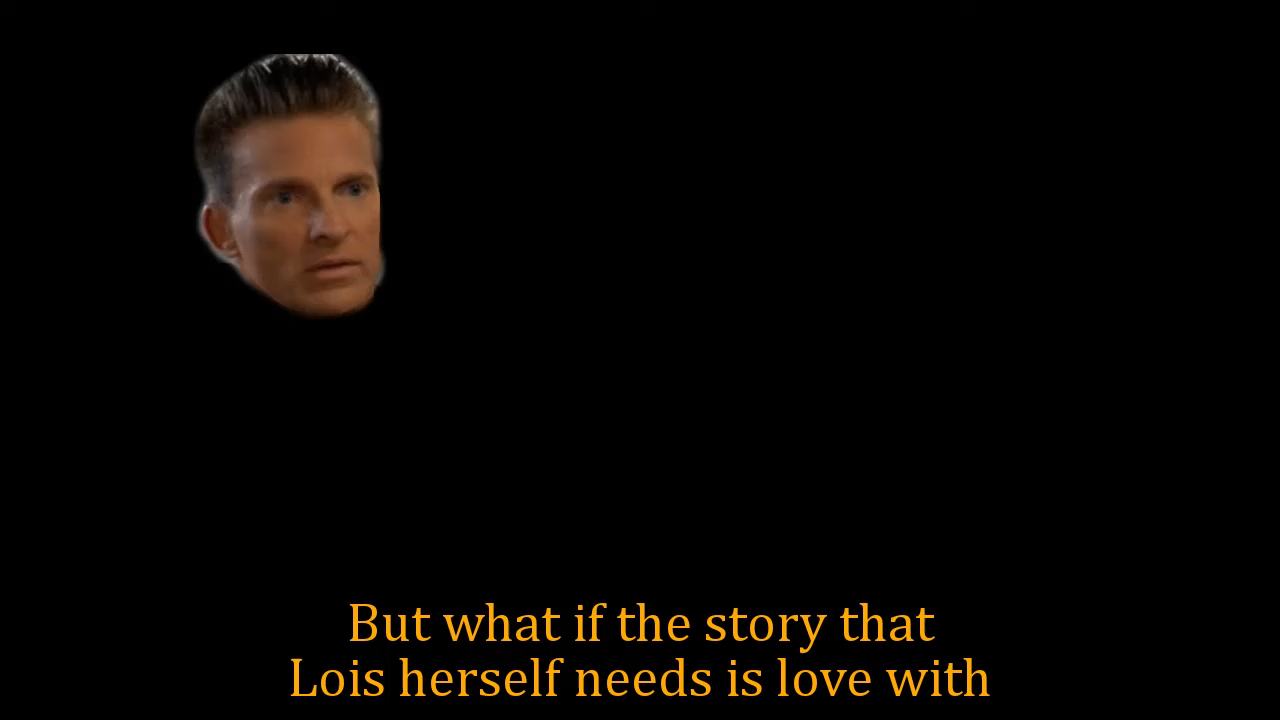 But what if the story that
Lois herself needs is love with